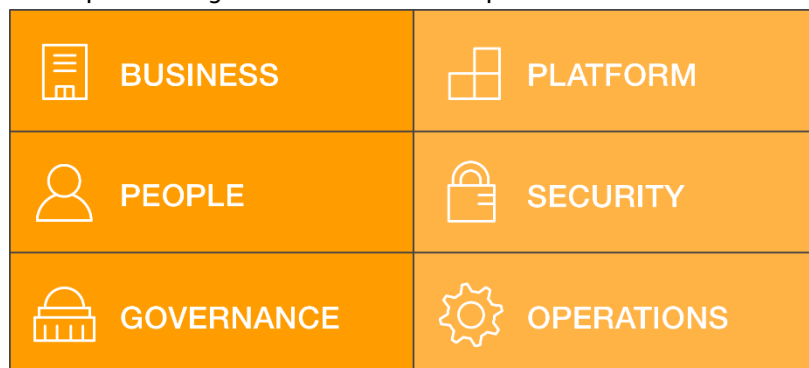 BUSINESS
PLATFORM
PEOPLE
SECURITY
GOVERNANCE
OPERATIONS